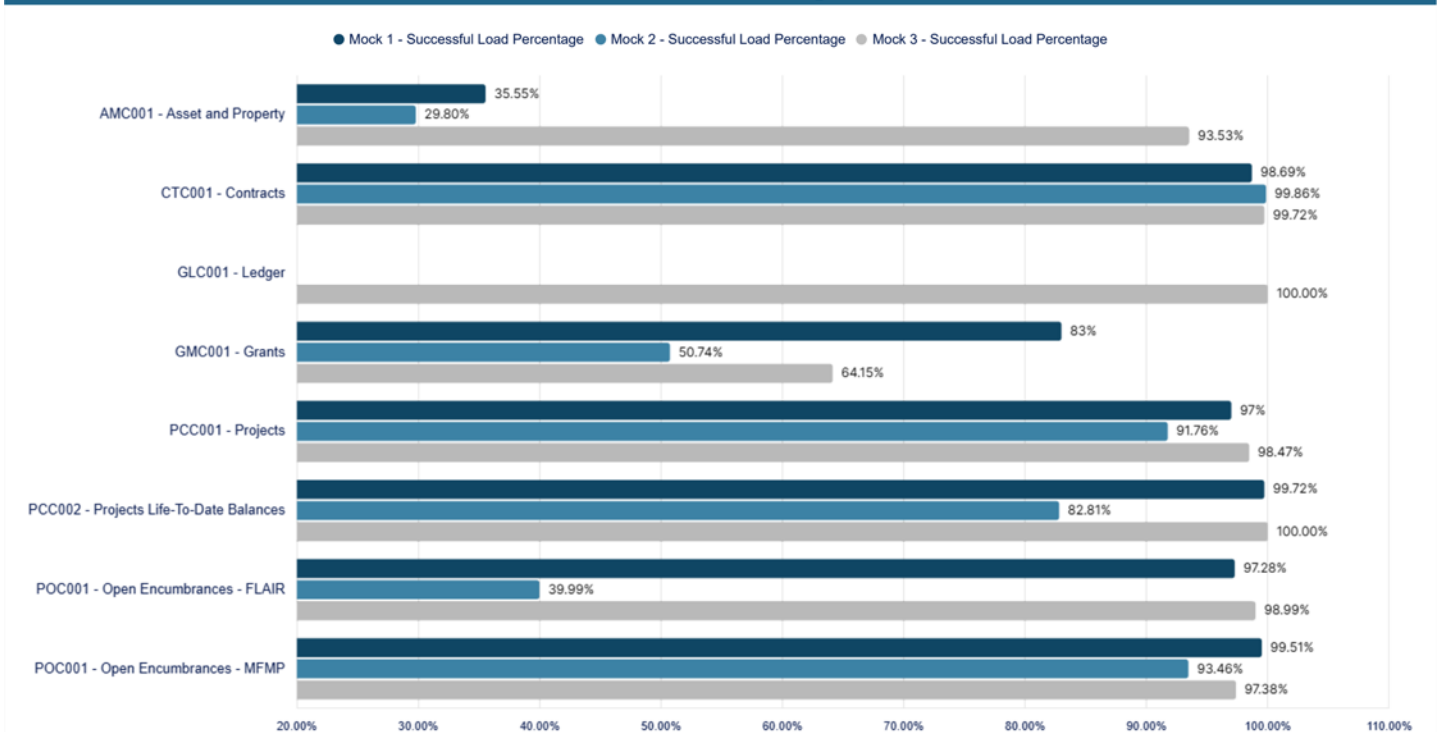 Mock 1 - Successful Load Percentage Mock 2 - Successful Load Percentage Mock 3 - Successful Load Percentage
35.55%
AMC001 - Asset and Property
29.80%
93.53%
98.69%
CTC001 - Contracts
99.86%
99.72%
GLC001 - Ledger
100.00%
83%
GMC001 - Grants
50.74%
64.15%
97%
PCC001 - Projects
91.76%
98.47%
99.72%
PCC002 - Projects Life-To-Date Balances
82.81%
100.00%
97.28%
POC001 - Open Encumbrances - FLAIR
39.99%
98.99%
99.51%
POC001 - Open Encumbrances - MFMP
93.46%
97.38%
20.00% 30.00% 40.00% 50.00% 60.00% 70.00% 80.00% 90.00% 100.00% 110.00%